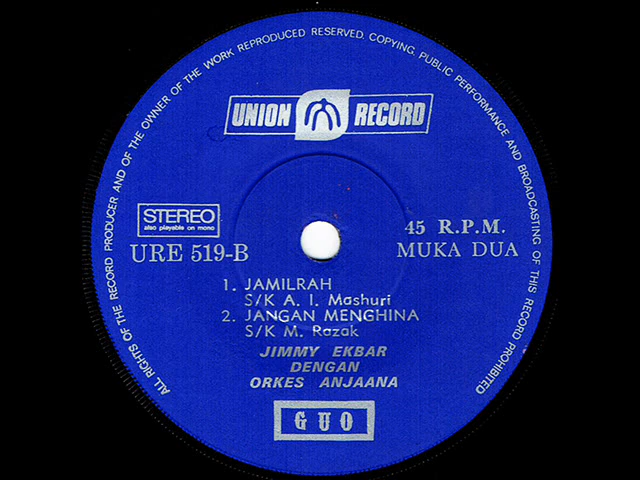 ALL RIGHTS OF THE RECORD PRODUCER AND OF THE OWNER OF THE WORK REPRODUCED RESERVED. COPYING, PUBLIC PERFORMANCE AND BROADCASTING OF THIS RECORD PROHIBITED
UNION RECORD
STEREO
also playable on mono
URE 519-B
45 R.P.M.
MUKA DUA
1. JAMILRAH
S/K A. I. Mashuri
2. JANGAN MENGHINA
S/K M. Razak
JIMMY EKBAR
DENGAN
ORKES ANJAANA
GUO